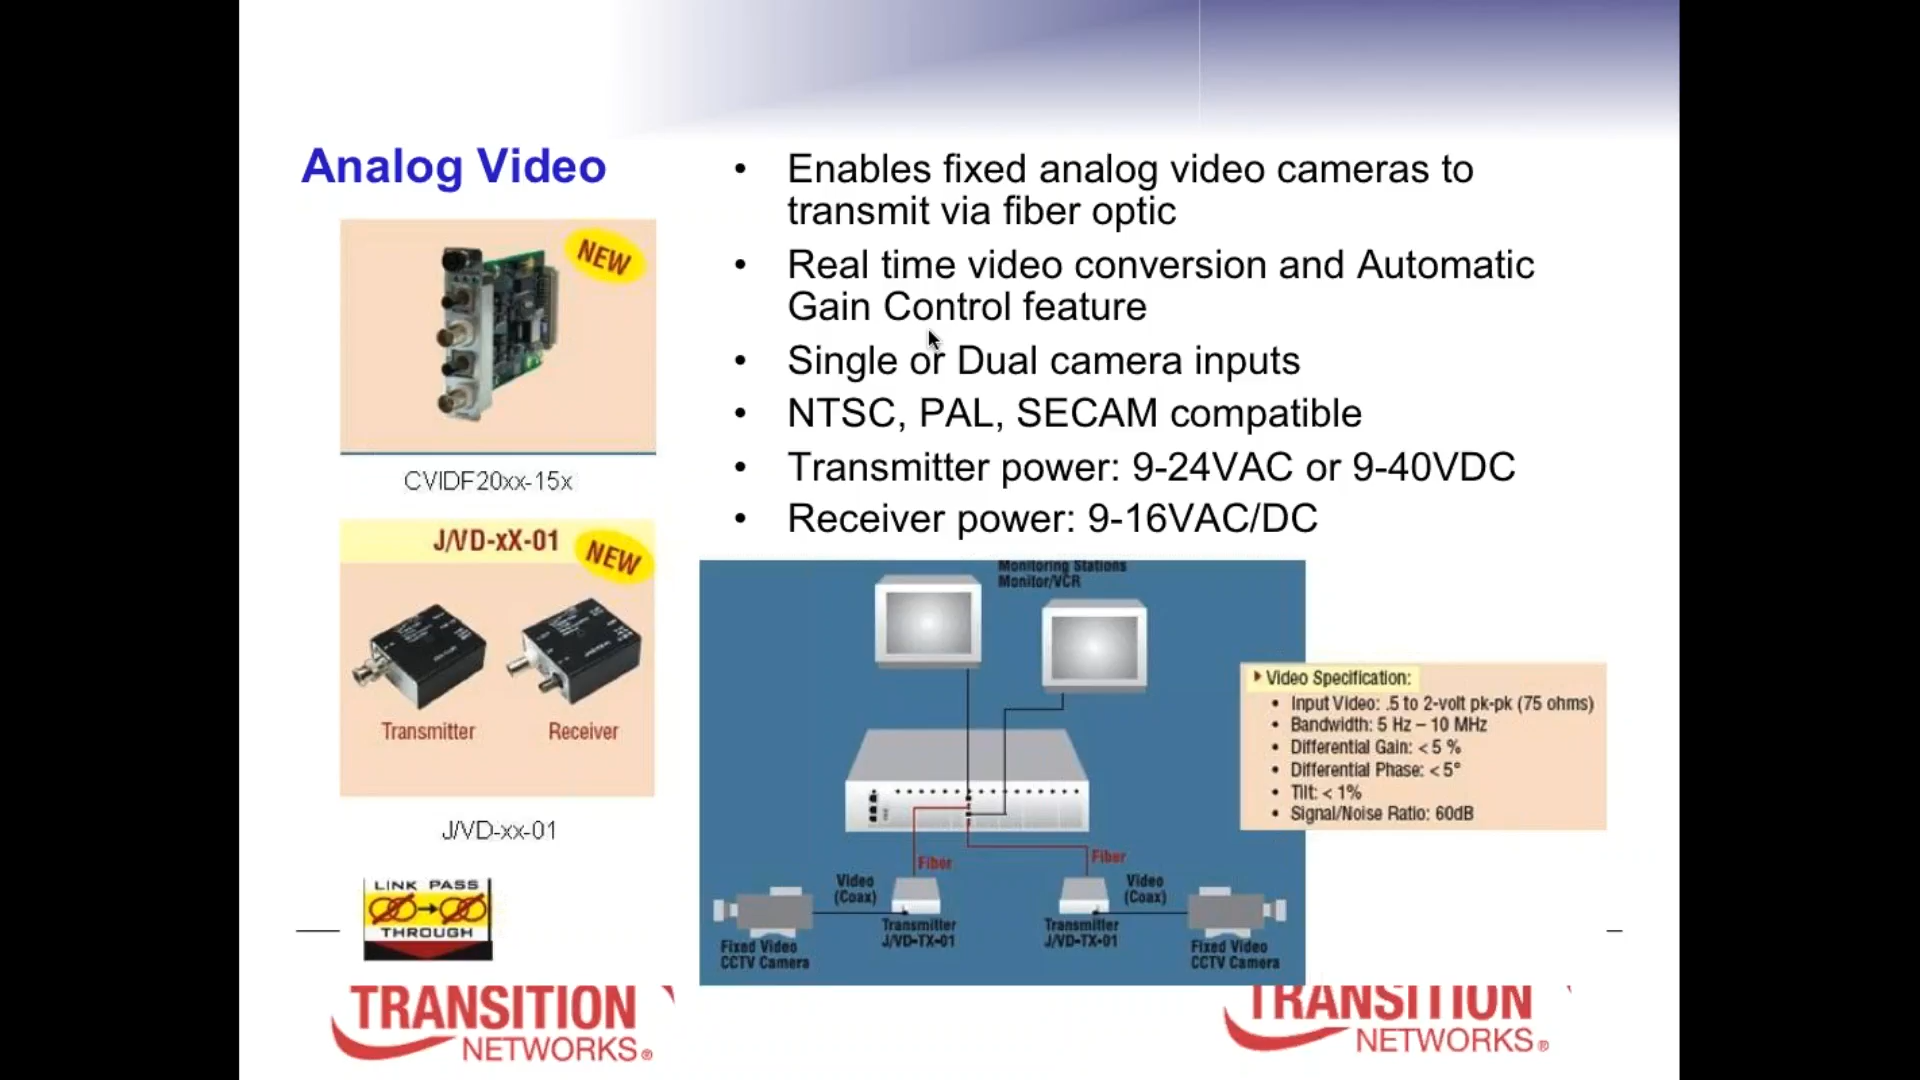 Analog Video
• Enables fixed analog video cameras to
transmit via fiber optic
• Real time video conversion and Automatic
Gain Control feature
• Single or Dual camera inputs
• NTSC, PAL, SECAM compatible
• Transmitter power: 9-24VAC or 9-40VDC
• Receiver power: 9-16VAC/DC
NEW
CVIDF20xx-15x
J/VD-xX-01
NEW
Transmitter Receiver
J/VD-xx-01
LINK PASS
THROUGH
Monitoring Stations
Monitor/VCR
Fiber
Fiber
Video
(Coax)
Video
(Coax)
Transmitter
J/VD-TX-01
Transmitter
J/VD-TX-01
Fixed Video
CCTV Camera
Fixed Video
CCTV Camera
Video Specification:
• Input Video: .5 to 2-volt pk-pk (75 ohms)
• Bandwidth: 5 Hz – 10 MHz
• Differential Gain: < 5 %
• Differential Phase: < 5°
• Tilt: < 1%
• Signal/Noise Ratio: 60dB
TRANSITION
NETWORKS®
TRANSITION
NETWORKS®